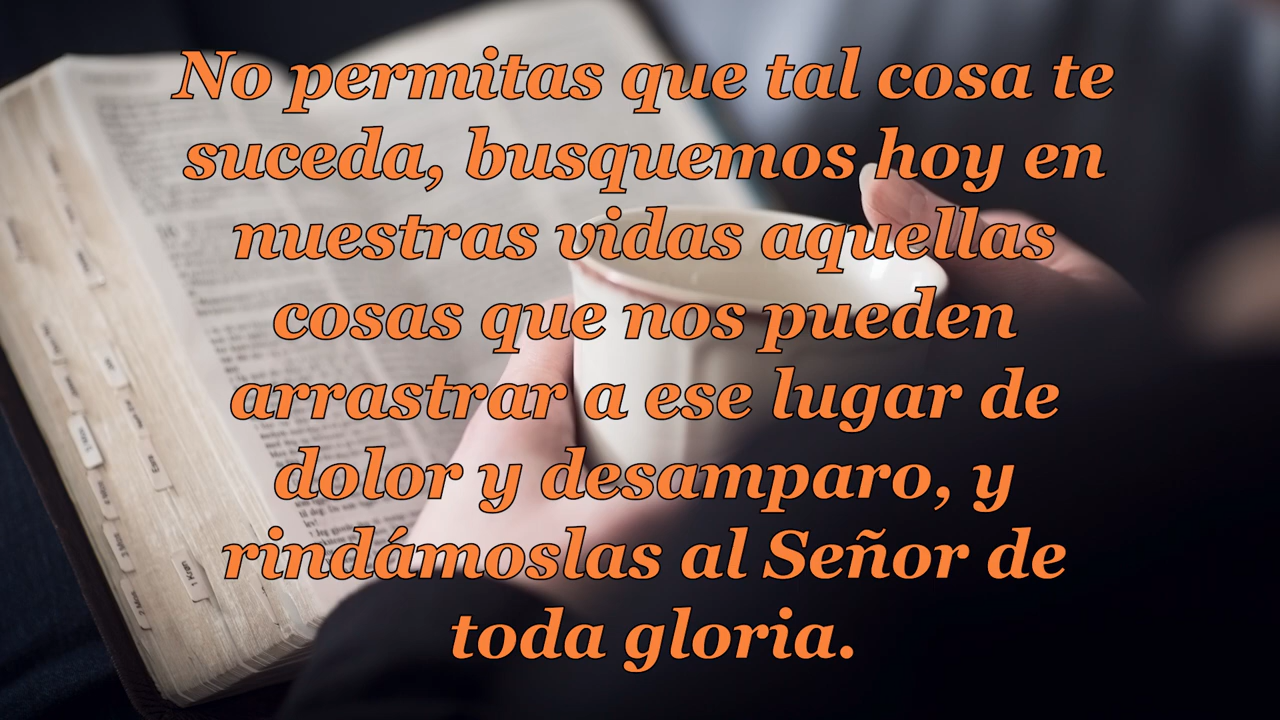 No permitas que tal cosa te
suceda, busquemos hoy en
nuestras vidas aquellas
cosas que nos pueden
arrastrar a ese lugar de
dolor y desamparo, y
rindámoslas al Señor de
toda gloria.